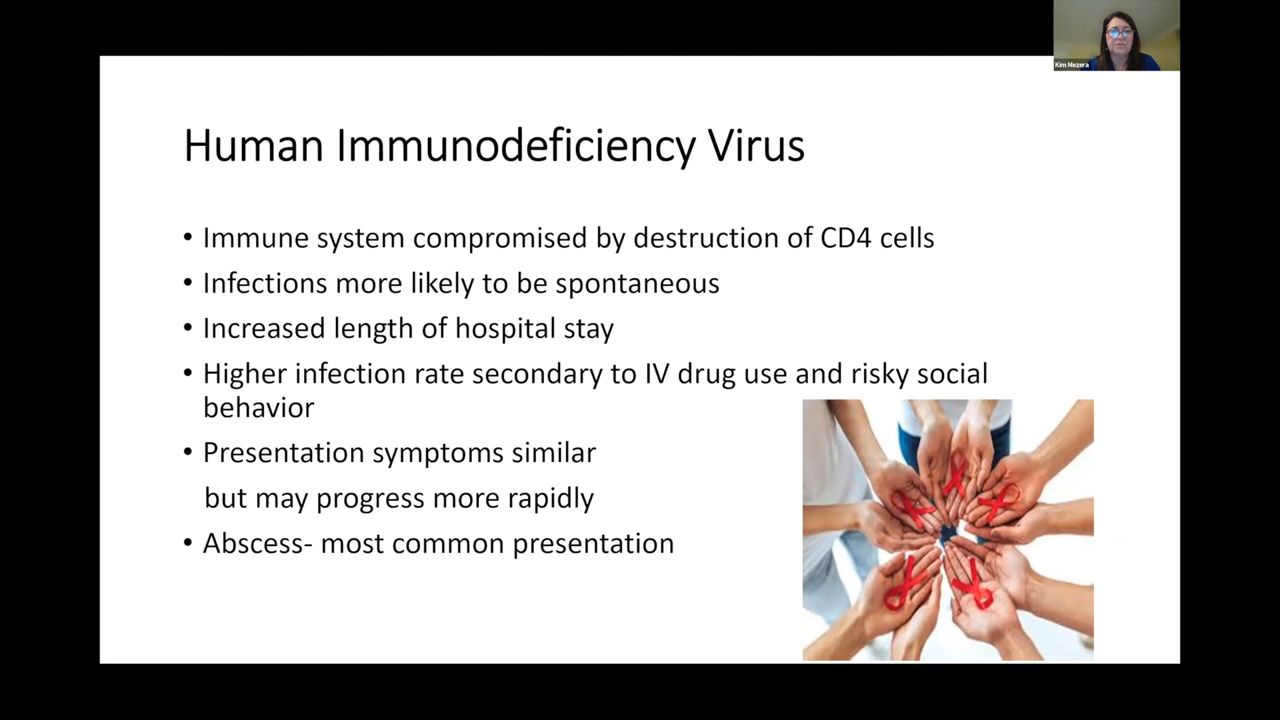 Kim Mezera
Human Immunodeficiency Virus
• Immune system compromised by destruction of CD4 cells
• Infections more likely to be spontaneous
• Increased length of hospital stay
• Higher infection rate secondary to IV drug use and risky social
behavior
• Presentation symptoms similar
but may progress more rapidly
• Abscess- most common presentation